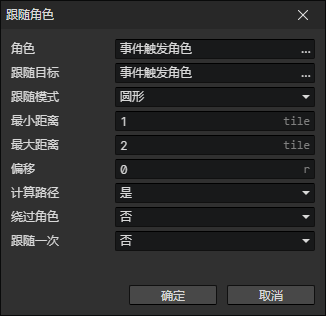 跟随角色
角色 事件触发角色 ...
跟随目标 事件触发角色 ...
跟随模式 圆形
最小距离 1 tile
最大距离 2 tile
偏移 0 r
计算路径 是
绕过角色 否
跟随一次 否
确定 取消